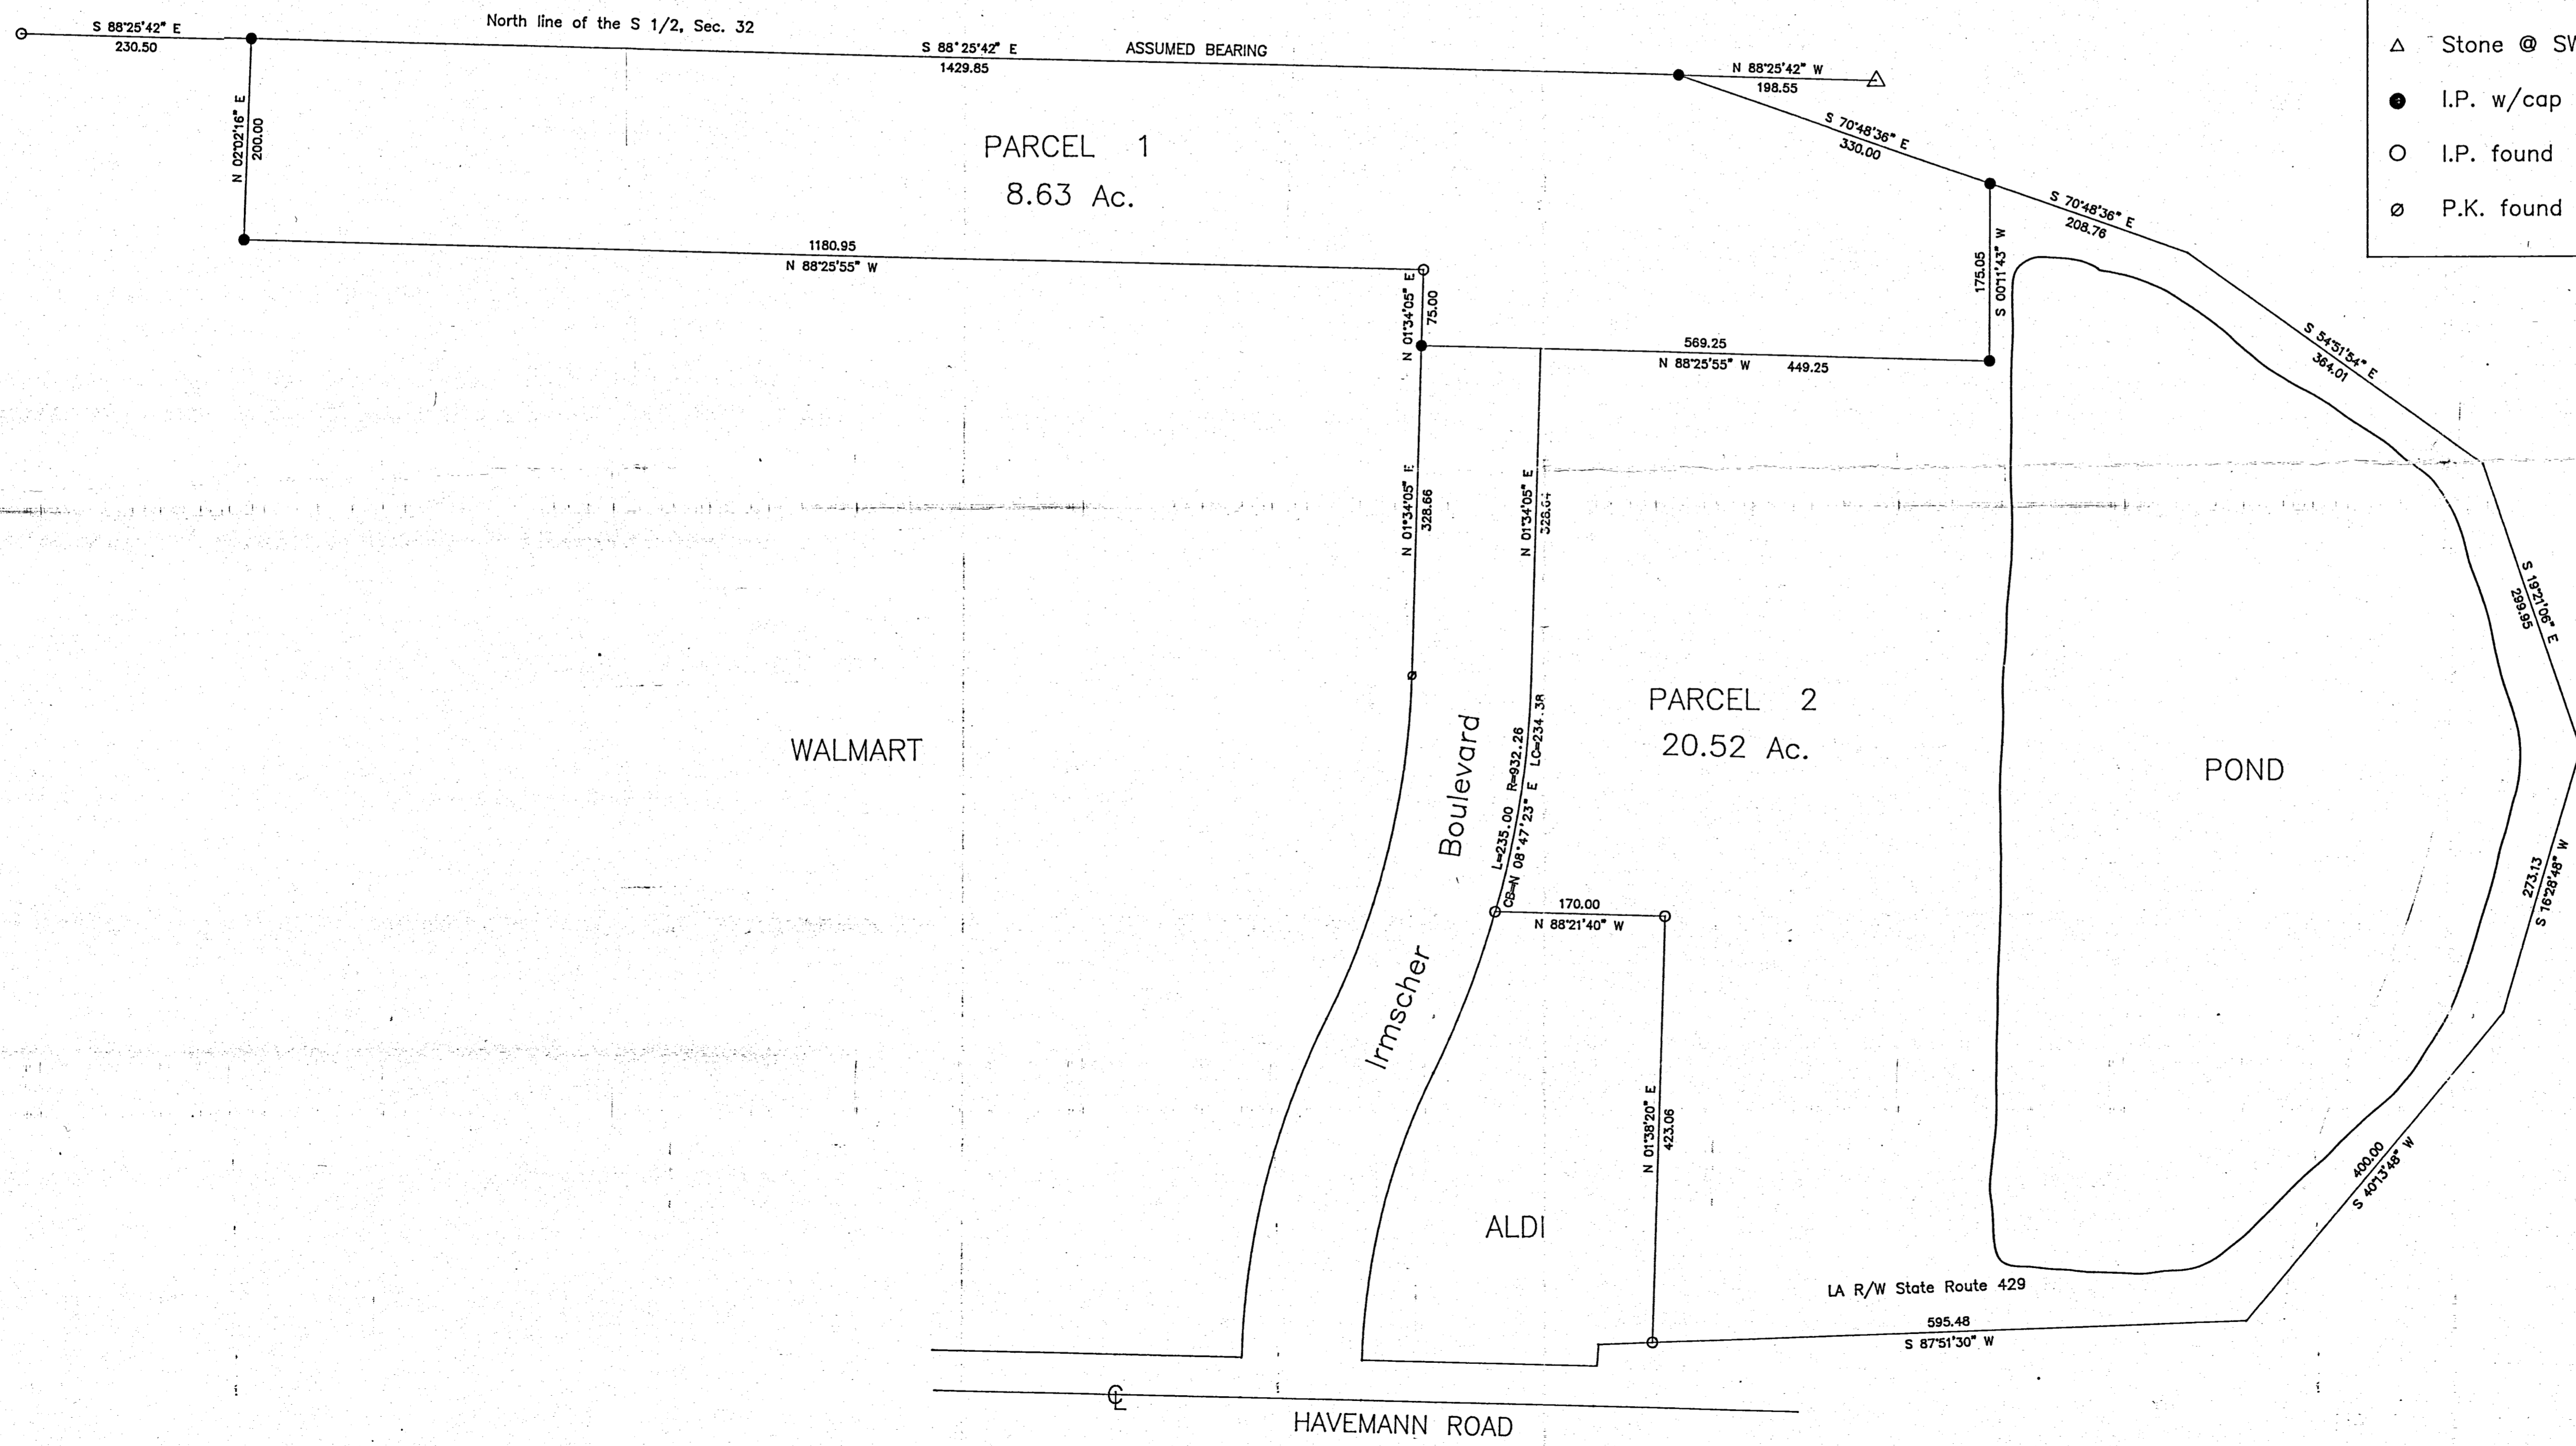 S 88°25'42" E
230.50
North line of the S 1/2, Sec. 32
S 88°25'42" E
1429.85
ASSUMED BEARING
N 88°25'42" W
198.55
△ Stone @ SW
● I.P. w/cap
○ I.P. found
⌀ P.K. found
N 02°02'16" E
200.00
PARCEL 1
8.63 Ac.
S 70°48'36" E
330.00
S 70°48'36" E
208.76
1180.95
N 88°25'55" W
N 01°34'05" E
75.00
175.05
S 00°11'43" W
569.25
N 88°25'55" W 449.25
S 54°51'54" E
364.01
N 01°34'05" E
328.66
N 01°34'05" E
S 19°21'06" E
299.95
WALMART
Irmscher Boulevard
L=235.00 R=932.26
CB=N 08°47'23" E LC=234.38
PARCEL 2
20.52 Ac.
POND
273.13
S 16°28'48" W
170.00
N 88°21'40" W
N 01°38'20" E
423.06
400.00
S 40°13'48" W
ALDI
LA R/W State Route 429
595.48
S 87°51'30" W
℄
HAVEMANN ROAD